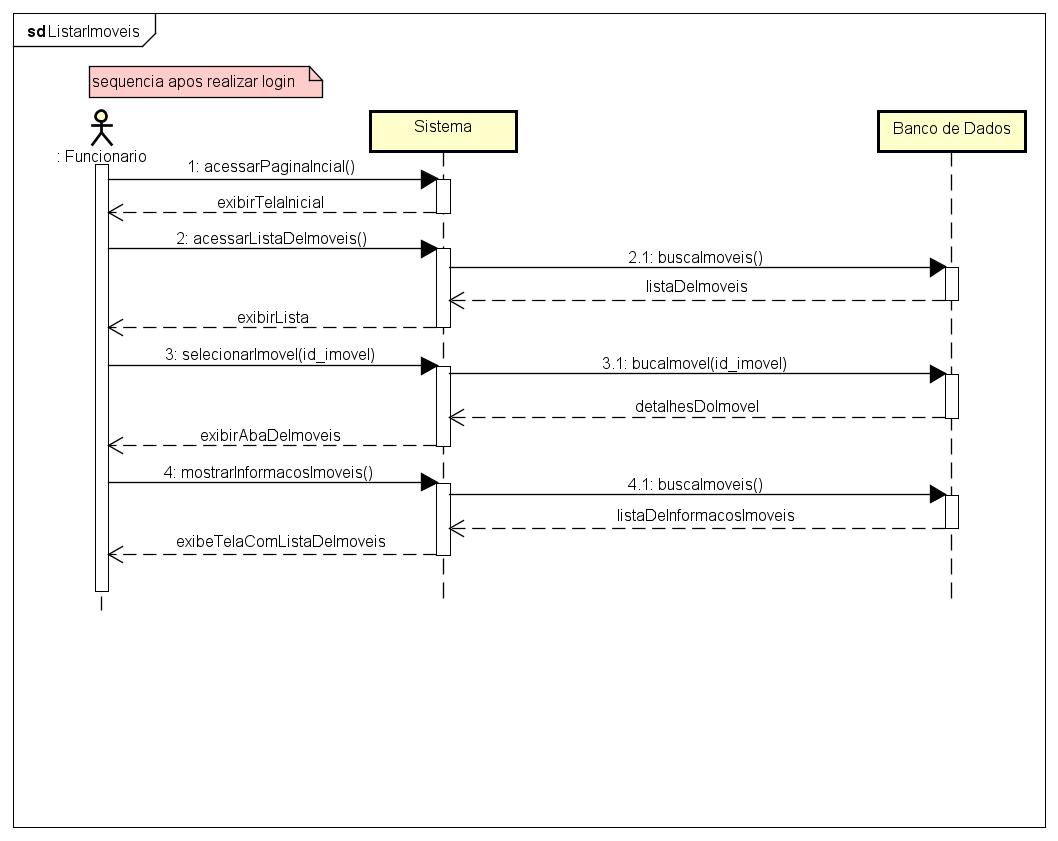 sd ListarImoveis
sequencia apos realizar login
: Funcionario
Sistema
Banco de Dados
1: acessarPaginaIncial()
exibirTelaInicial
2: acessarListaDeImoveis()
2.1: buscaImoveis()
listaDeImoveis
exibirLista
3: selecionarImovel(id_imovel)
3.1: bucaImovel(id_imovel)
detalhesDoImovel
exibirAbaDeImoveis
4: mostrarInformacosImoveis()
4.1: buscaImoveis()
listaDeInformacosImoveis
exibeTelaComListaDeImoveis